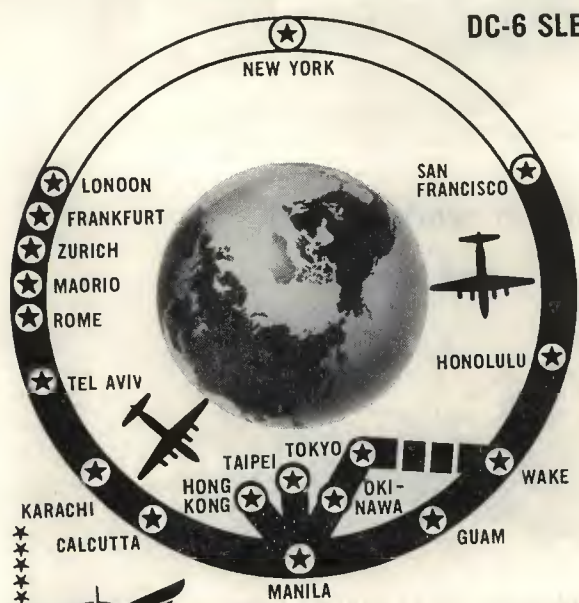 DC-6 SLE
NEW YORK
LONOON
FRANKFURT
ZURICH
MAORIO
ROME
TEL AVIV
KARACHI
CALCUTTA
HONG
KONG
TAIPEI
TOKYO
OKI-
NAWA
MANILA
GUAM
WAKE
HONOLULU
SAN
FRANCISCO